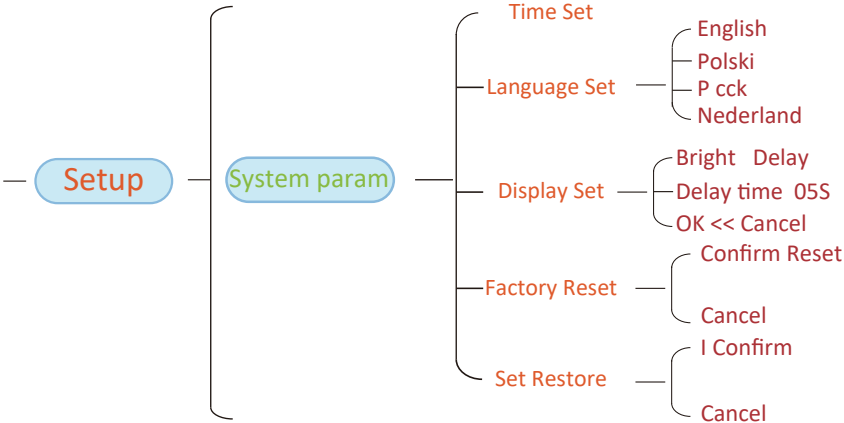 Setup
System param
Time Set
Language Set
English
Polski
P cck
Nederland
Display Set
Bright Delay
Delay time 05S
OK << Cancel
Factory Reset
Confirm Reset
Cancel
Set Restore
I Confirm
Cancel